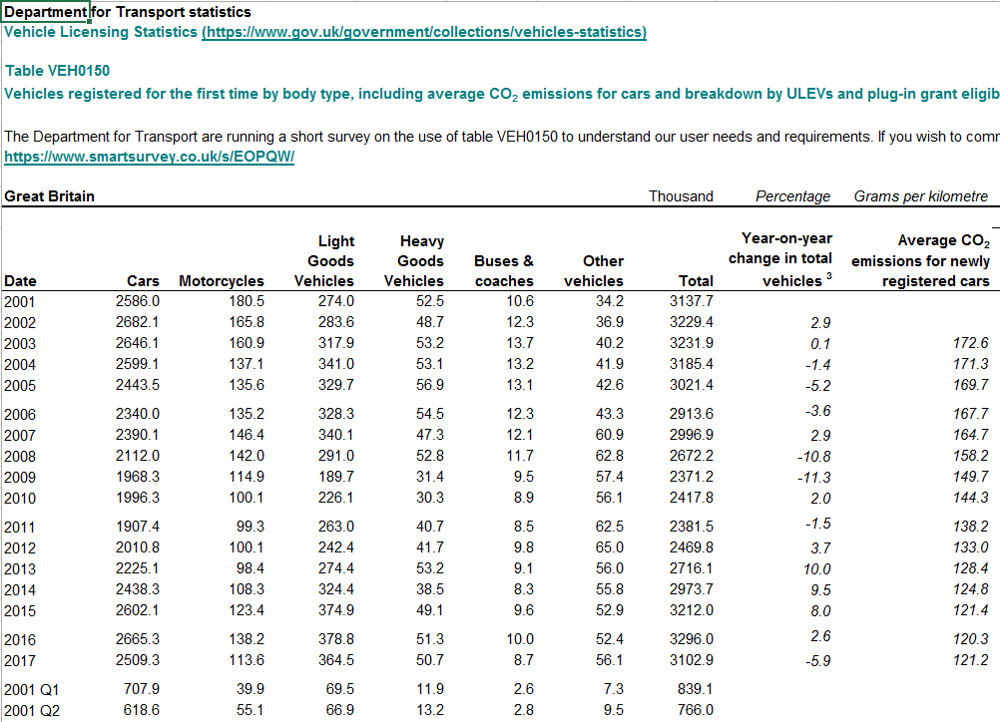 Department for Transport statistics
Vehicle Licensing Statistics (https://www.gov.uk/government/collections/vehicles-statistics)
Table VEH0150
Vehicles registered for the first time by body type, including average CO₂ emissions for cars and breakdown by ULEVs and plug-in grant eligib
The Department for Transport are running a short survey on the use of table VEH0150 to understand our user needs and requirements. If you wish to com
https://www.smartsurvey.co.uk/s/EOPQW/
Great Britain Thousand Percentage Grams per kilometre
Date Cars Motorcycles Light Goods Vehicles Heavy Goods Vehicles Buses & coaches Other vehicles Total Year-on-year change in total vehicles ³ Average CO₂ emissions for newly registered cars
2001 2586.0 180.5 274.0 52.5 10.6 34.2 3137.7
2002 2682.1 165.8 283.6 48.7 12.3 36.9 3229.4 2.9
2003 2646.1 160.9 317.9 53.2 13.7 40.2 3231.9 0.1 172.6
2004 2599.1 137.1 341.0 53.1 13.2 41.9 3185.4 -1.4 171.3
2005 2443.5 135.6 329.7 56.9 13.1 42.6 3021.4 -5.2 169.7
2006 2340.0 135.2 328.3 54.5 12.3 43.3 2913.6 -3.6 167.7
2007 2390.1 146.4 340.1 47.3 12.1 60.9 2996.9 2.9 164.7
2008 2112.0 142.0 291.0 52.8 11.7 62.8 2672.2 -10.8 158.2
2009 1968.3 114.9 189.7 31.4 9.5 57.4 2371.2 -11.3 149.7
2010 1996.3 100.1 226.1 30.3 8.9 56.1 2417.8 2.0 144.3
2011 1907.4 99.3 263.0 40.7 8.5 62.5 2381.5 -1.5 138.2
2012 2010.8 100.1 242.4 41.7 9.8 65.0 2469.8 3.7 133.0
2013 2225.1 98.4 274.4 53.2 9.1 56.0 2716.1 10.0 128.4
2014 2438.3 108.3 324.4 38.5 8.3 55.8 2973.7 9.5 124.8
2015 2602.1 123.4 374.9 49.1 9.6 52.9 3212.0 8.0 121.4
2016 2665.3 138.2 378.8 51.3 10.0 52.4 3296.0 2.6 120.3
2017 2509.3 113.6 364.5 50.7 8.7 56.1 3102.9 -5.9 121.2
2001 Q1 707.9 39.9 69.5 11.9 2.6 7.3 839.1
2001 Q2 618.6 55.1 66.9 13.2 2.8 9.5 766.0